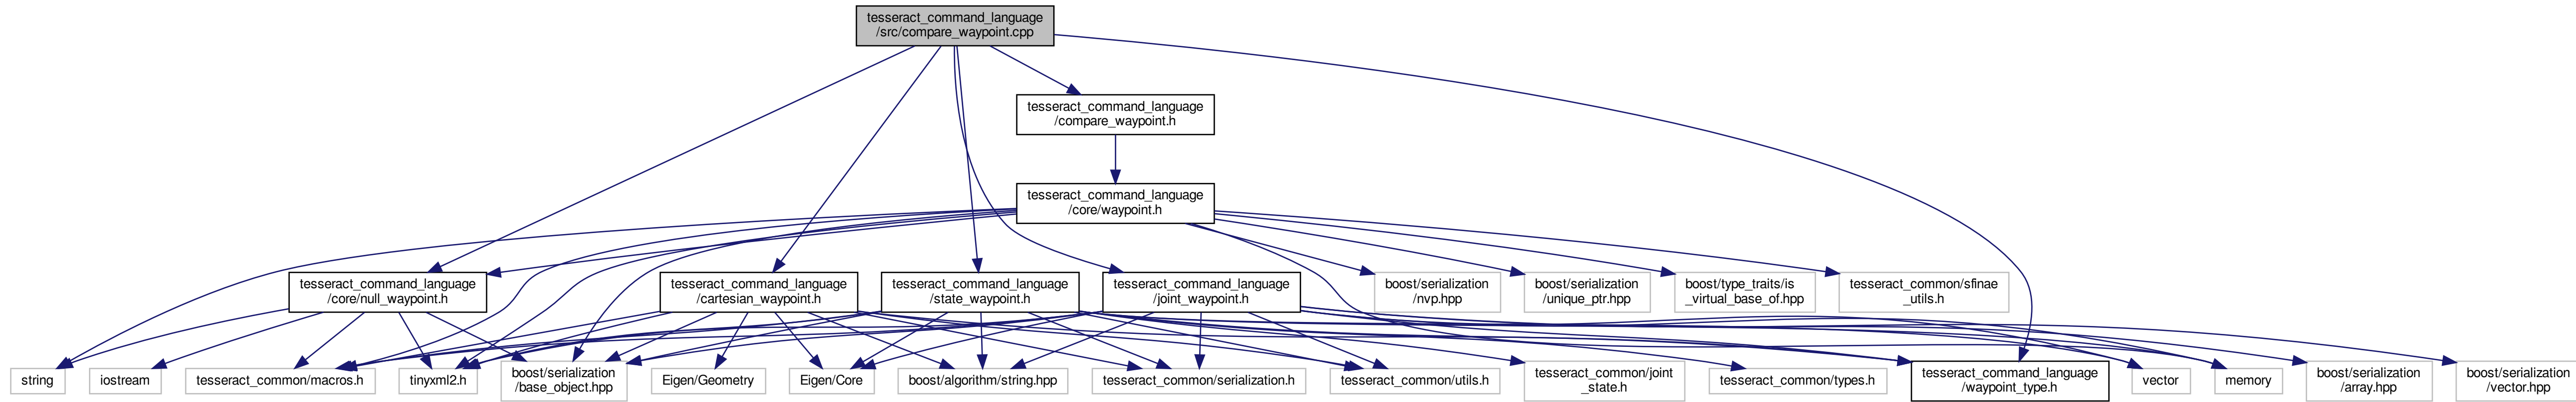 tesseract_command_language
/src/compare_waypoint.cpp
tesseract_command_language
/compare_waypoint.h
tesseract_command_language
/core/waypoint.h
tesseract_command_language
/core/null_waypoint.h
tesseract_command_language
/cartesian_waypoint.h
tesseract_command_language
/state_waypoint.h
tesseract_command_language
/joint_waypoint.h
boost/serialization
/nvp.hpp
boost/serialization
/unique_ptr.hpp
boost/type_traits/is
_virtual_base_of.hpp
tesseract_common/sfinae
_utils.h
string
iostream
tesseract_common/macros.h
tinyxml2.h
boost/serialization
/base_object.hpp
Eigen/Geometry
Eigen/Core
boost/algorithm/string.hpp
tesseract_common/serialization.h
tesseract_common/utils.h
tesseract_common/joint
_state.h
tesseract_common/types.h
tesseract_command_language
/waypoint_type.h
vector
memory
boost/serialization
/array.hpp
boost/serialization
/vector.hpp